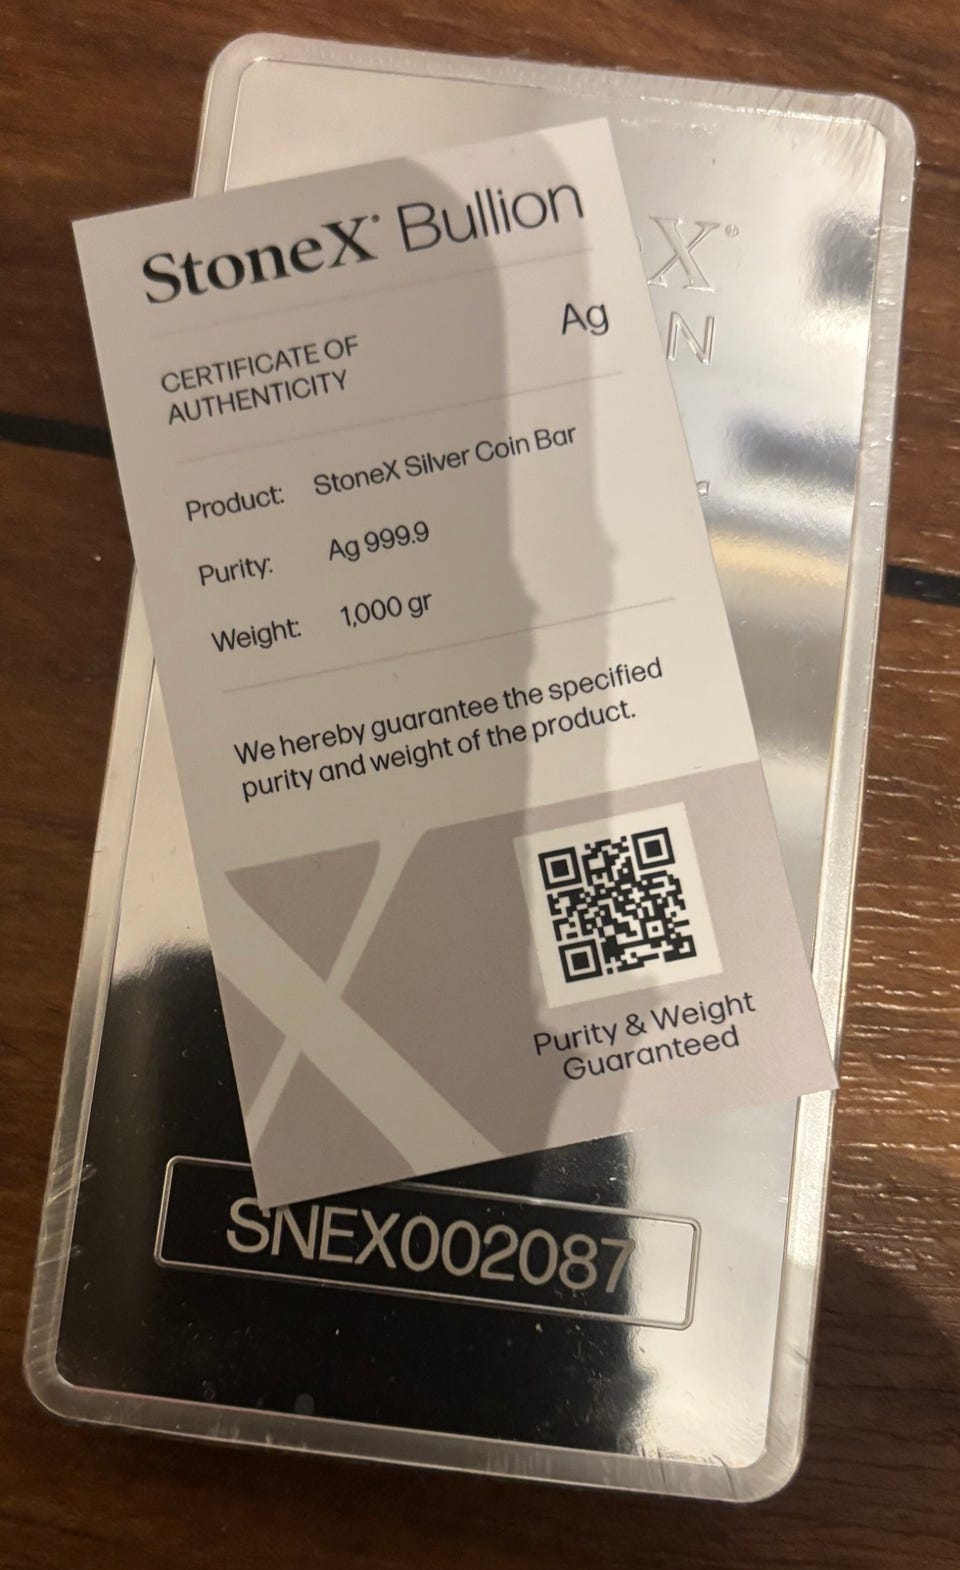 StoneX® Bullion
Ag
CERTIFICATE OF
AUTHENTICITY
Product: StoneX Silver Coin Bar
Purity: Ag 999.9
Weight: 1,000 gr
We hereby guarantee the specified
purity and weight of the product.
Purity & Weight
Guaranteed
X®
N
r
SNEX002087